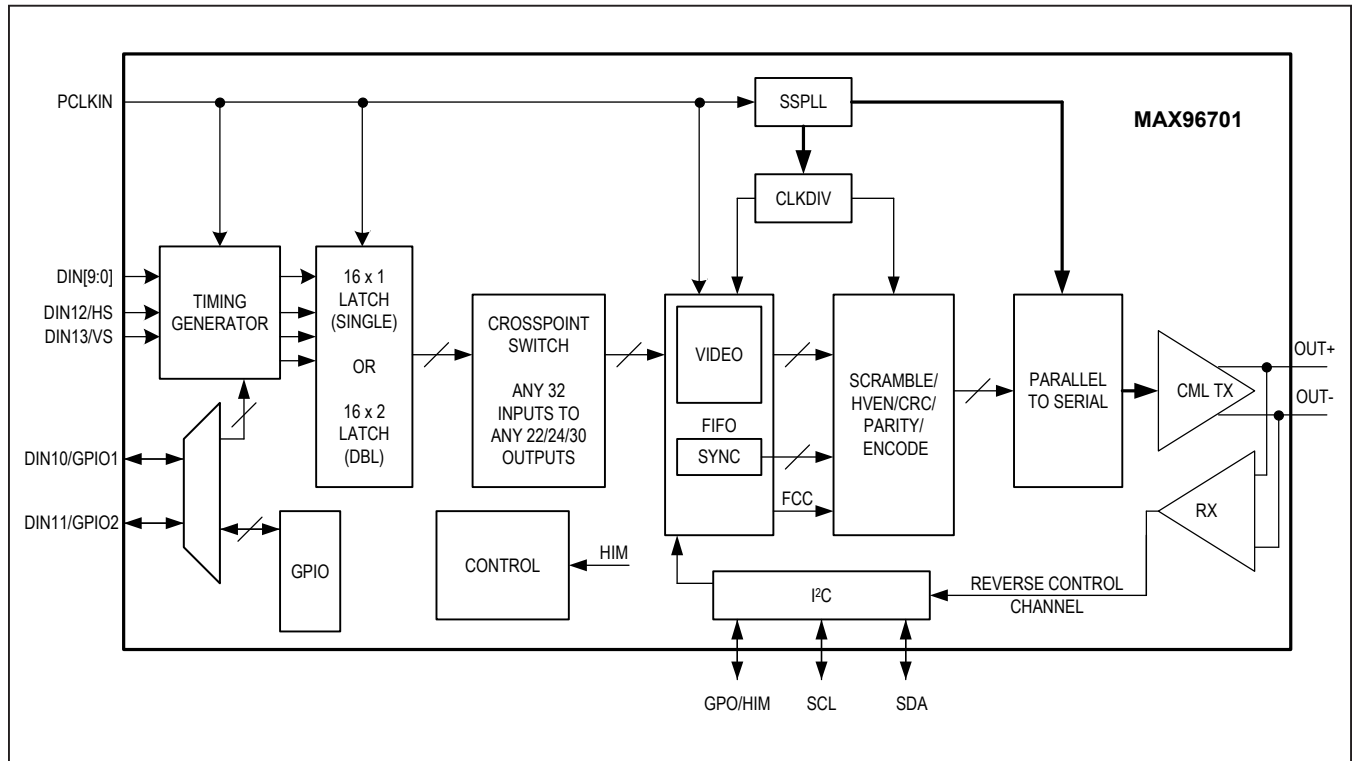 PCLKIN
SSPLL
MAX96701
CLKDIV
DIN[9:0]
DIN12/HS
DIN13/VS
TIMING
GENERATOR
16 x 1
LATCH
(SINGLE)
OR
16 x 2
LATCH
(DBL)
CROSSPOINT
SWITCH
ANY 32
INPUTS TO
ANY 22/24/30
OUTPUTS
VIDEO
FIFO
SYNC
FCC
SCRAMBLE/
HVEN/CRC/
PARITY/
ENCODE
PARALLEL
TO SERIAL
CML TX
OUT+
OUT-
RX
DIN10/GPIO1
DIN11/GPIO2
GPIO
CONTROL
HIM
I²C
REVERSE CONTROL
CHANNEL
GPO/HIM
SCL
SDA